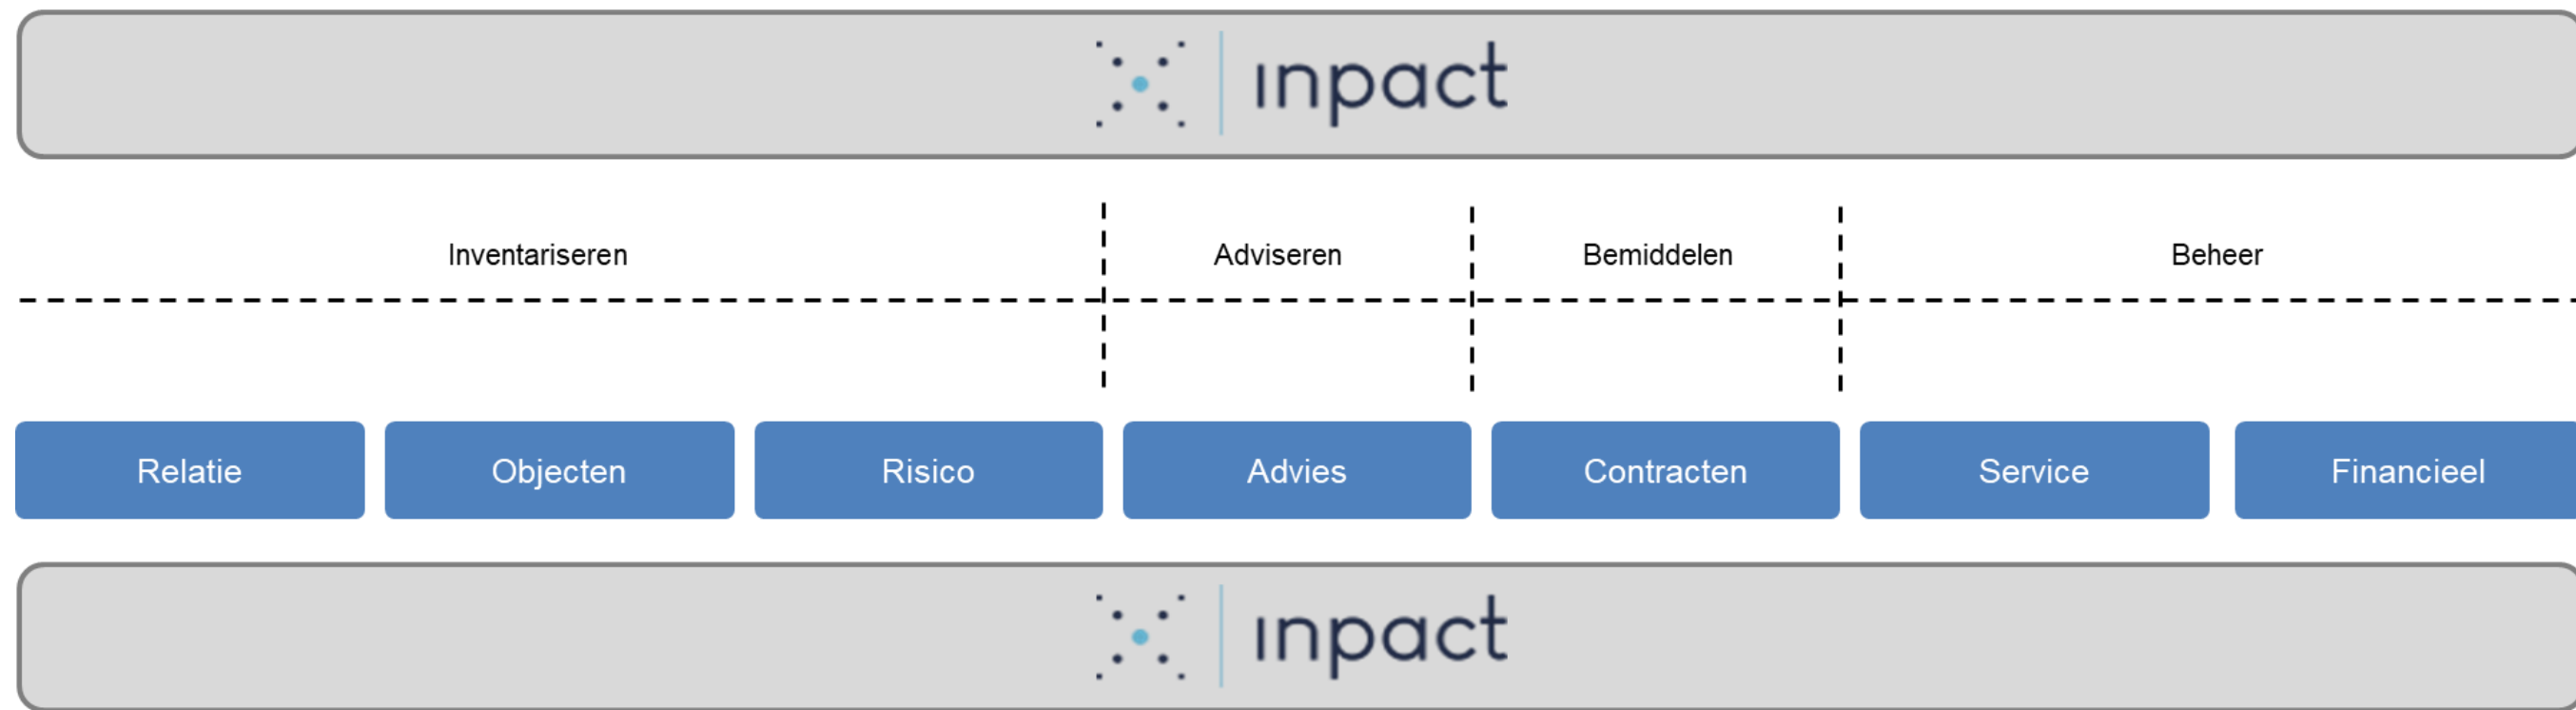 inpact
Inventariseren Adviseren Bemiddelen Beheer
Relatie Objecten Risico Advies Contracten Service Financieel
inpact